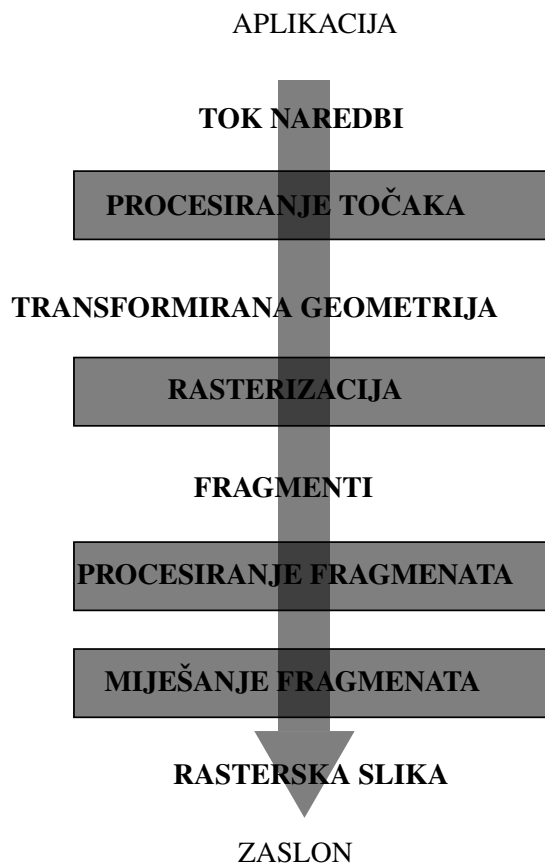 APLIKACIJA
TOK NAREDBI
PROCESIRANJE TOČAKA
TRANSFORMIRANA GEOMETRIJA
RASTERIZACIJA
FRAGMENTI
PROCESIRANJE FRAGMENATA
MIJEŠANJE FRAGMENATA
RASTERSKA SLIKA
ZASLON